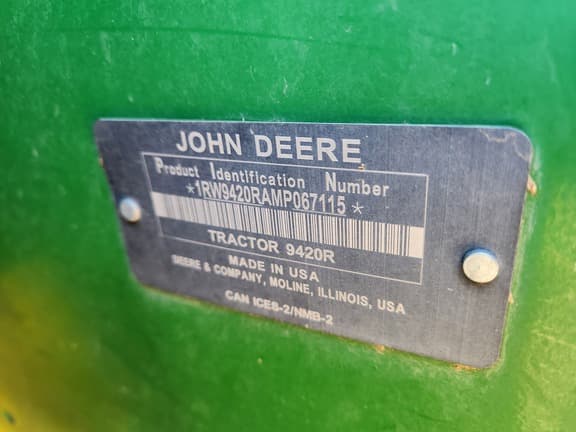 JOHN DEERE
Product Identification Number
*1RW9420RAMP067115*
TRACTOR 9420R
MADE IN USA
DEERE & COMPANY, MOLINE, ILLINOIS, USA
CAN ICES-2/NMB-2